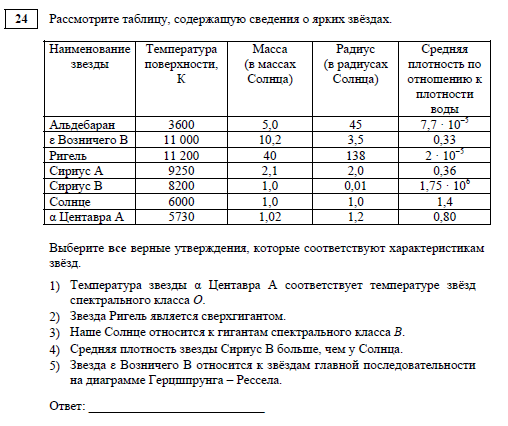 24 Рассмотрите таблицу, содержащую сведения о ярких звёздах.
Наименование звезды | Температура поверхности, К | Масса (в массах Солнца) | Радиус (в радиусах Солнца) | Средняя плотность по отношению к плотности воды
Альдебаран | 3600 | 5,0 | 45 | 7,7 · 10⁻⁵
ε Возничего В | 11 000 | 10,2 | 3,5 | 0,33
Ригель | 11 200 | 40 | 138 | 2 · 10⁻⁵
Сириус А | 9250 | 2,1 | 2,0 | 0,36
Сириус В | 8200 | 1,0 | 0,01 | 1,75 · 10⁶
Солнце | 6000 | 1,0 | 1,0 | 1,4
α Центавра А | 5730 | 1,02 | 1,2 | 0,80
Выберите все верные утверждения, которые соответствуют характеристикам
звёзд.
1) Температура звезды α Центавра А соответствует температуре звёзд
спектрального класса O.
2) Звезда Ригель является сверхгигантом.
3) Наше Солнце относится к гигантам спектрального класса B.
4) Средняя плотность звезды Сириус В больше, чем у Солнца.
5) Звезда ε Возничего В относится к звёздам главной последовательности
на диаграмме Герцшпрунга – Рессела.
Ответ: